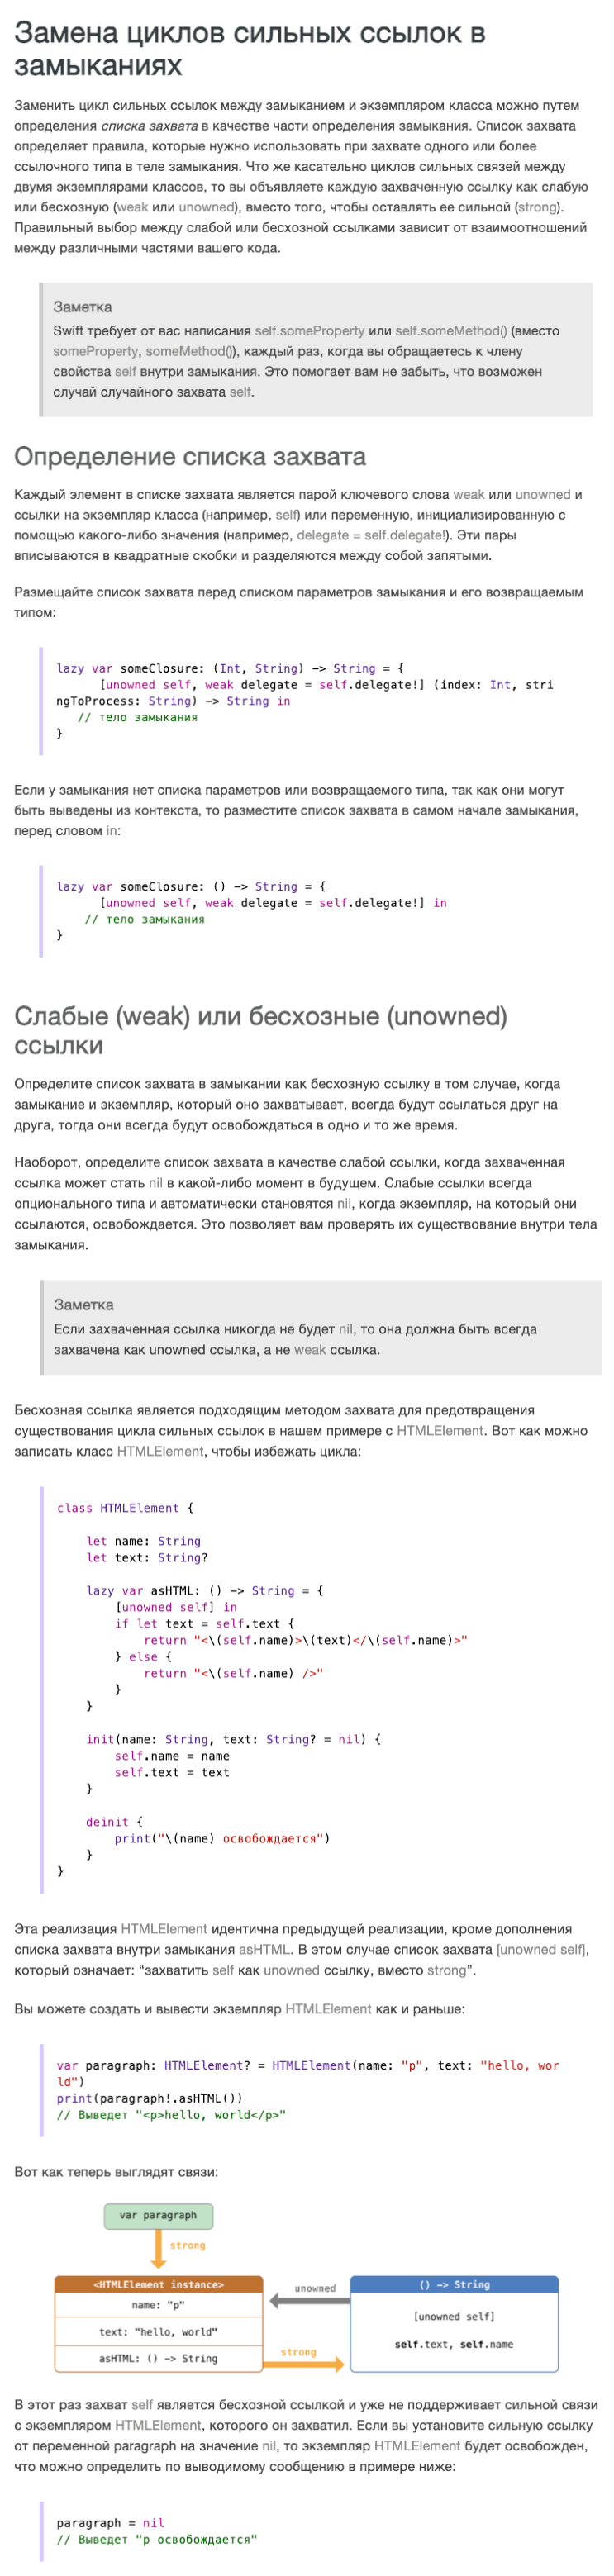 Замена циклов сильных ссылок в
замыканиях
Заменить цикл сильных ссылок между замыканием и экземпляром класса можно путем
определения списка захвата в качестве части определения замыкания. Список захвата
определяет правила, которые нужно использовать при захвате одного или более
ссылочного типа в теле замыкания. Что же касательно циклов сильных связей между
двумя экземплярами классов, то вы объявляете каждую захваченную ссылку как слабую
или бесхозную (weak или unowned), вместо того, чтобы оставлять ее сильной (strong).
Правильный выбор между слабой или бесхозной ссылками зависит от взаимоотношений
между различными частями вашего кода.
Заметка
Swift требует от вас написания self.someProperty или self.someMethod() (вместо
someProperty, someMethod()), каждый раз, когда вы обращаетесь к члену
свойства self внутри замыкания. Это помогает вам не забыть, что возможен
случай случайного захвата self.
Определение списка захвата
Каждый элемент в списке захвата является парой ключевого слова weak или unowned и
ссылки на экземпляр класса (например, self) или переменную, инициализированную с
помощью какого-либо значения (например, delegate = self.delegate!). Эти пары
вписываются в квадратные скобки и разделяются между собой запятыми.
Размещайте список захвата перед списком параметров замыкания и его возвращаемым
типом:
lazy var someClosure: (Int, String) -> String = {
[unowned self, weak delegate = self.delegate!] (index: Int, stri
ngToProcess: String) -> String in
// тело замыкания
}
Если у замыкания нет списка параметров или возвращаемого типа, так как они могут
быть выведены из контекста, то разместите список захвата в самом начале замыкания,
перед словом in:
lazy var someClosure: () -> String = {
[unowned self, weak delegate = self.delegate!] in
// тело замыкания
}
Слабые (weak) или бесхозные (unowned)
ссылки
Определите список захвата в замыкании как бесхозную ссылку в том случае, когда
замыкание и экземпляр, который оно захватывает, всегда будут ссылаться друг на
друга, тогда они всегда будут освобождаться в одно и то же время.
Наоборот, определите список захвата в качестве слабой ссылки, когда захваченная
ссылка может стать nil в какой-либо момент в будущем. Слабые ссылки всегда
опционального типа и автоматически становятся nil, когда экземпляр, на который они
ссылаются, освобождается. Это позволяет вам проверять их существование внутри тела
замыкания.
Заметка
Если захваченная ссылка никогда не будет nil, то она должна быть всегда
захвачена как unowned ссылка, а не weak ссылка.
Бесхозная ссылка является подходящим методом захвата для предотвращения
существования цикла сильных ссылок в нашем примере с HTMLElement. Вот как можно
записать класс HTMLElement, чтобы избежать цикла:
class HTMLElement {
let name: String
let text: String?
lazy var asHTML: () -> String = {
[unowned self] in
if let text = self.text {
return "<\(self.name)>\(text)</\(self.name)>"
} else {
return "<\(self.name) />"
}
}
init(name: String, text: String? = nil) {
self.name = name
self.text = text
}
deinit {
print("\(name) освобождается")
}
}
Эта реализация HTMLElement идентична предыдущей реализации, кроме дополнения
списка захвата внутри замыкания asHTML. В этом случае список захвата [unowned self],
который означает: “захватить self как unowned ссылку, вместо strong”.
Вы можете создать и вывести экземпляр HTMLElement как и раньше:
var paragraph: HTMLElement? = HTMLElement(name: "p", text: "hello, wor
ld")
print(paragraph!.asHTML())
// Выведет "<p>hello, world</p>"
Вот как теперь выглядят связи:
var paragraph
strong
<HTMLElement instance>
name: "p"
text: "hello, world"
asHTML: () -> String
unowned
strong
() -> String
[unowned self]
self.text, self.name
В этот раз захват self является бесхозной ссылкой и уже не поддерживает сильной связи
с экземпляром HTMLElement, которого он захватил. Если вы установите сильную ссылку
от переменной paragraph на значение nil, то экземпляр HTMLElement будет освобожден,
что можно определить по выводимому сообщению в примере ниже:
paragraph = nil
// Выведет "p освобождается"